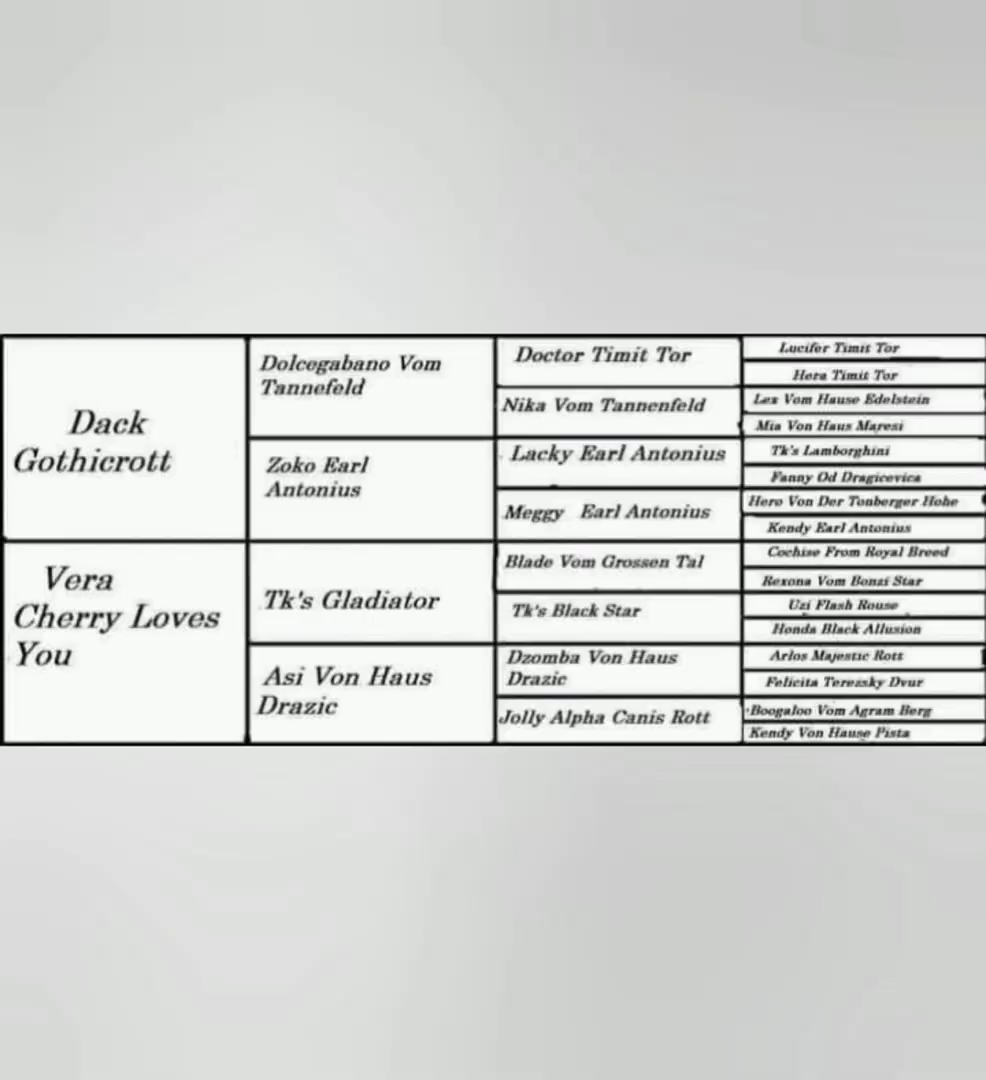 Dack
Gothicrott
Dolcegabano Vom
Tannefeld
Zoko Earl
Antonius
Doctor Timit Tor
Nika Vom Tannenfeld
Lacky Earl Antonius
Meggy Earl Antonius
Lucifer Timit Tor
Hera Timit Tor
Lex Vom Hause Edelstein
Mia Von Haus Maresi
Tk's Lamborghini
Fanny Od Dragicevica
Hero Von Der Tonberger Hohe
Kendy Earl Antonius
Vera
Cherry Loves
You
Tk's Gladiator
Asi Von Haus
Drazic
Blade Vom Grossen Tal
Tk's Black Star
Dzomba Von Haus
Drazic
Jolly Alpha Canis Rott
Cochise From Royal Breed
Rexona Vom Bonzi Star
Uzi Flash Rouse
Honda Black Allusion
Arlos Majestic Rott
Felicita Terezsky Dvur
Boogaloo Vom Agram Berg
Kendy Von Hause Pista